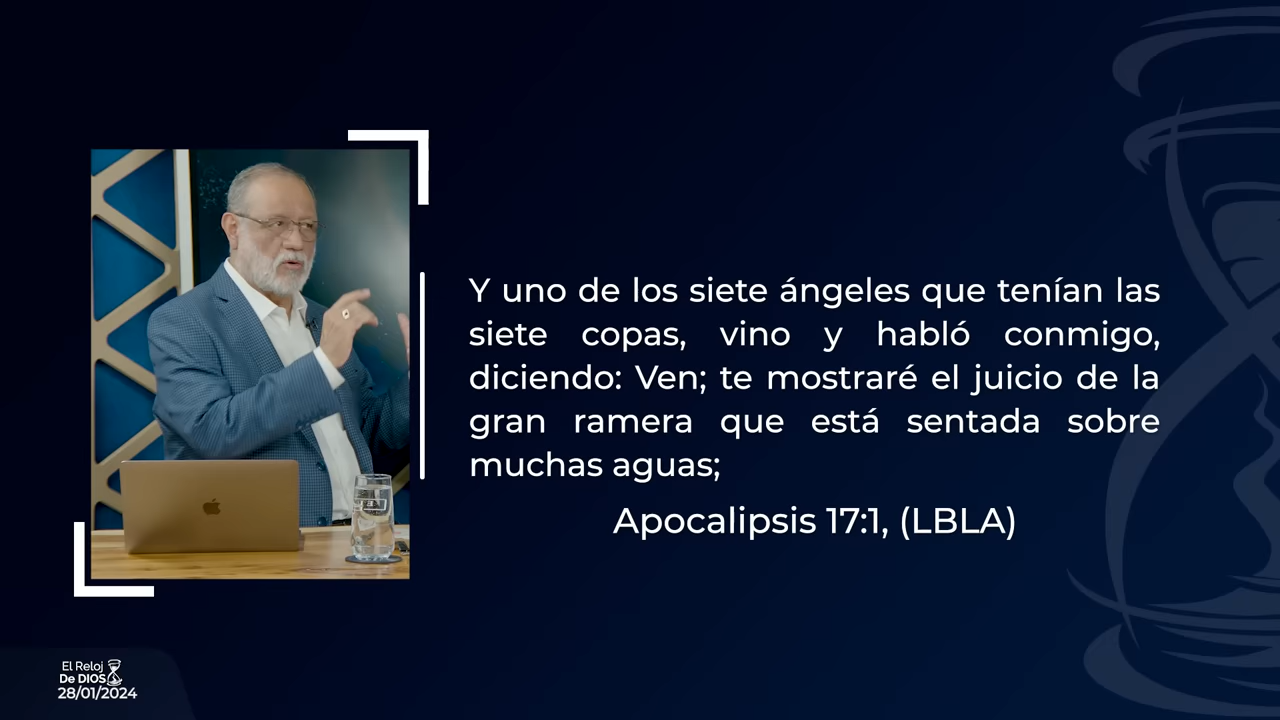 Y uno de los siete ángeles que tenían las
siete copas, vino y habló conmigo,
diciendo: Ven; te mostraré el juicio de la
gran ramera que está sentada sobre
muchas aguas;
Apocalipsis 17:1, (LBLA)
El Reloj
De DIOS
28/01/2024